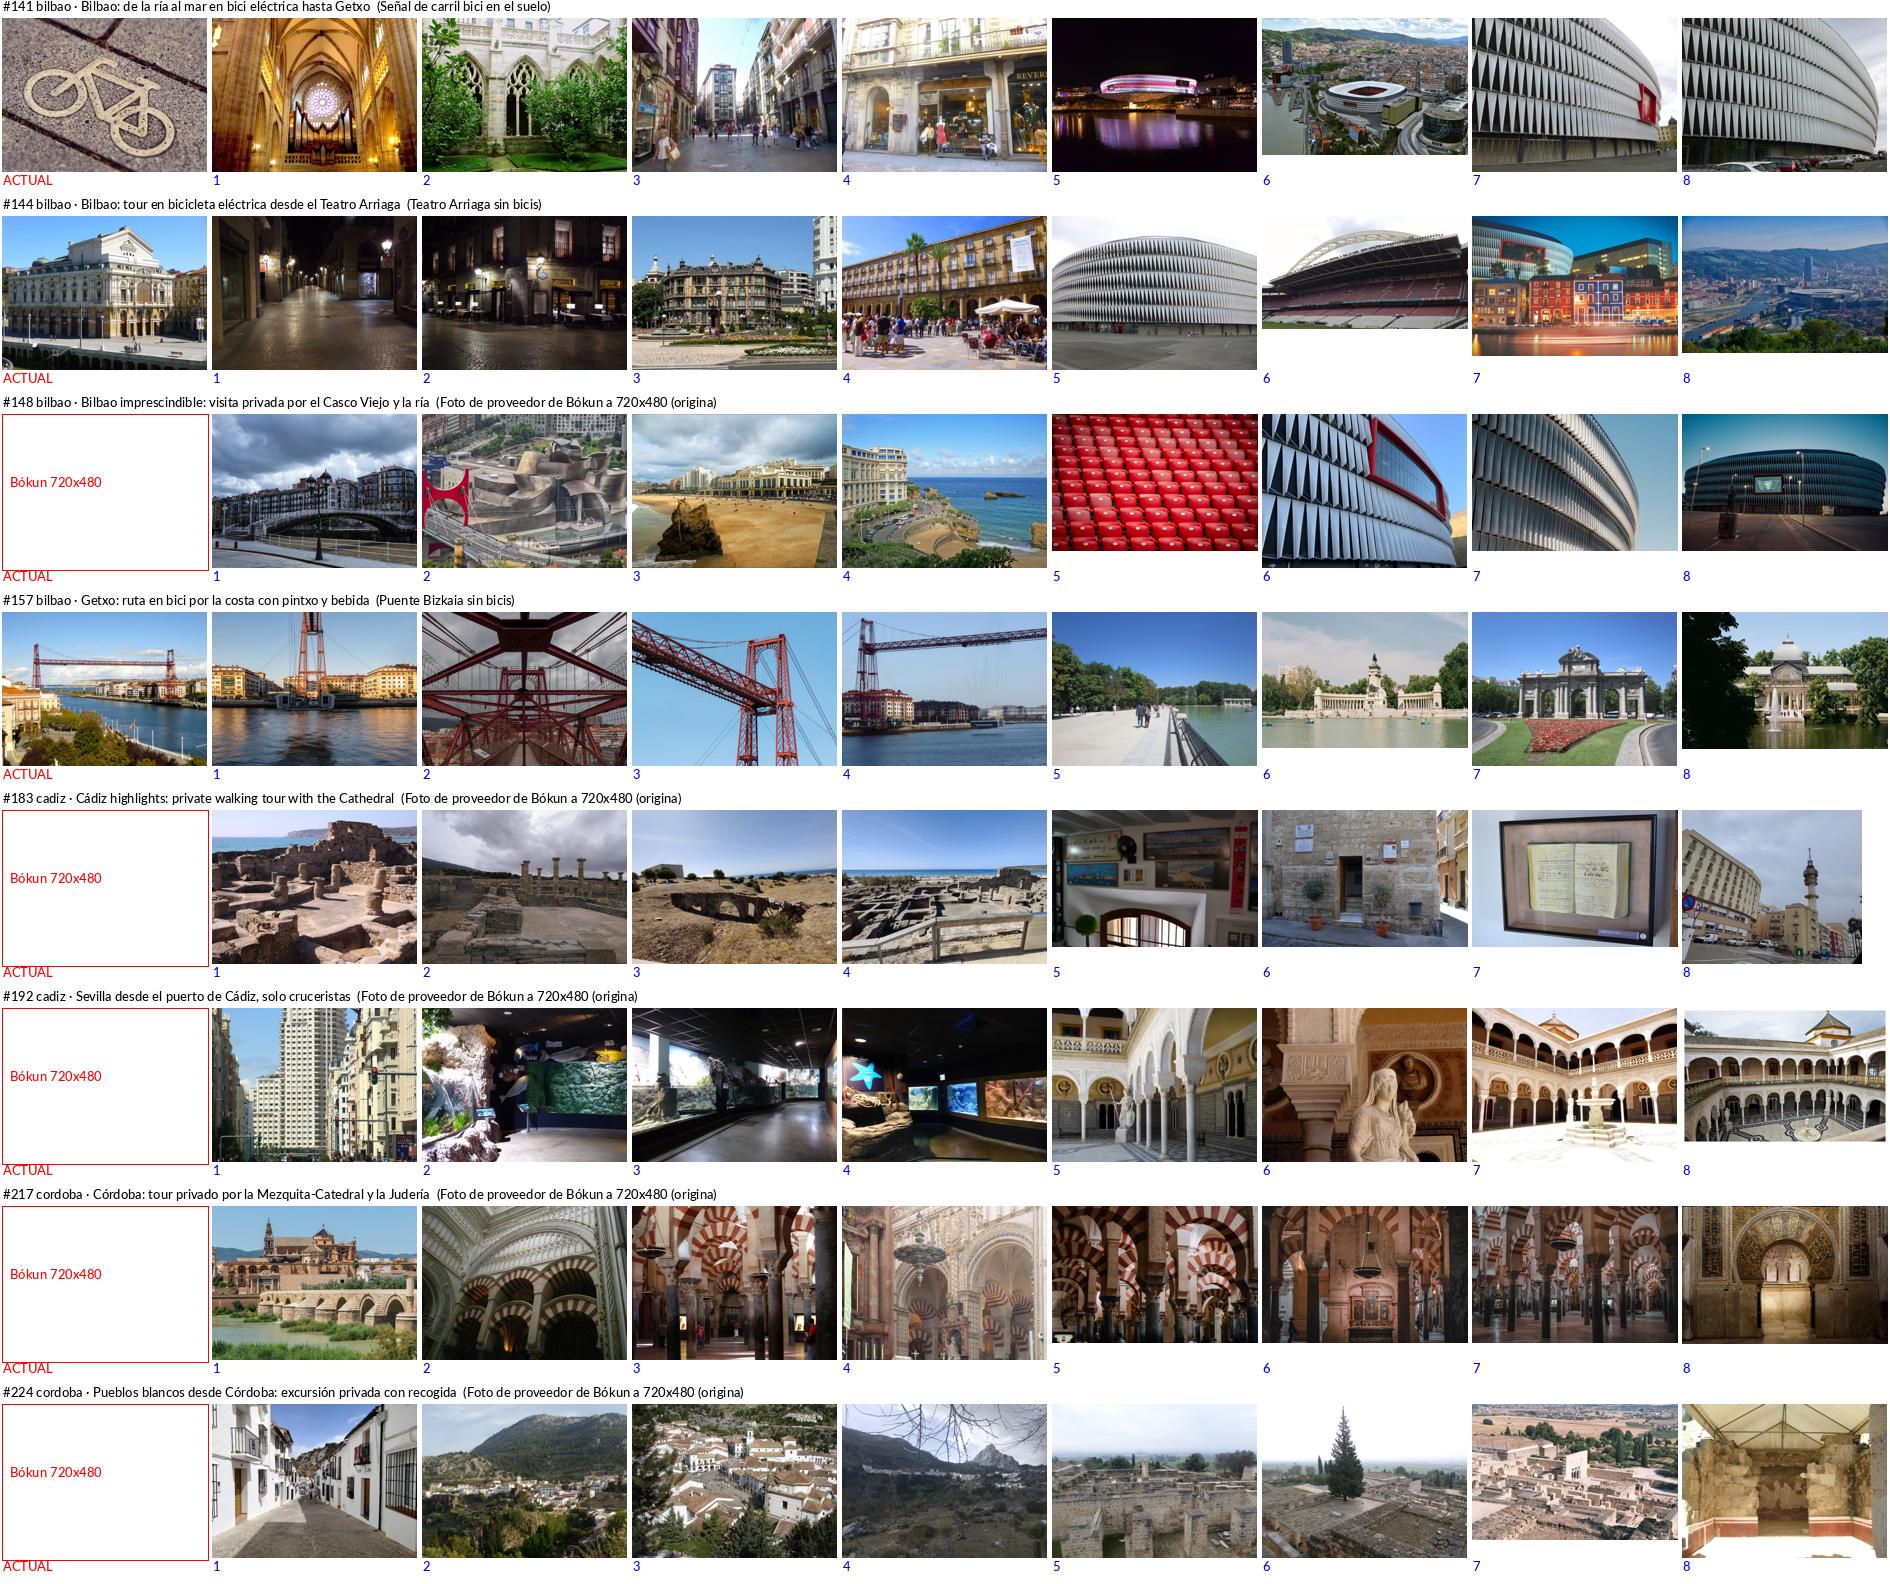 #141 bilbao · Bilbao: de la ría al mar en bici eléctrica hasta Getxo (Señal de carril bici en el suelo)
REVER
ACTUAL 1 2 3 4 5 6 7 8
#144 bilbao · Bilbao: tour en bicicleta eléctrica desde el Teatro Arriaga (Teatro Arriaga sin bicis)
ACTUAL 1 2 3 4 5 6 7 8
#148 bilbao · Bilbao imprescindible: visita privada por el Casco Viejo y la ría (Foto de proveedor de Bókun a 720x480 (origina)
Bókun 720x480
ACTUAL 1 2 3 4 5 6 7 8
#157 bilbao · Getxo: ruta en bici por la costa con pintxo y bebida (Puente Bizkaia sin bicis)
ACTUAL 1 2 3 4 5 6 7 8
#183 cadiz · Cádiz highlights: private walking tour with the Cathedral (Foto de proveedor de Bókun a 720x480 (origina)
Bókun 720x480
ACTUAL 1 2 3 4 5 6 7 8
#192 cadiz · Sevilla desde el puerto de Cádiz, solo cruceristas (Foto de proveedor de Bókun a 720x480 (origina)
Bókun 720x480
ACTUAL 1 2 3 4 5 6 7 8
#217 cordoba · Córdoba: tour privado por la Mezquita-Catedral y la Judería (Foto de proveedor de Bókun a 720x480 (origina)
Bókun 720x480
ACTUAL 1 2 3 4 5 6 7 8
#224 cordoba · Pueblos blancos desde Córdoba: excursión privada con recogida (Foto de proveedor de Bókun a 720x480 (origina)
Bókun 720x480
ACTUAL 1 2 3 4 5 6 7 8